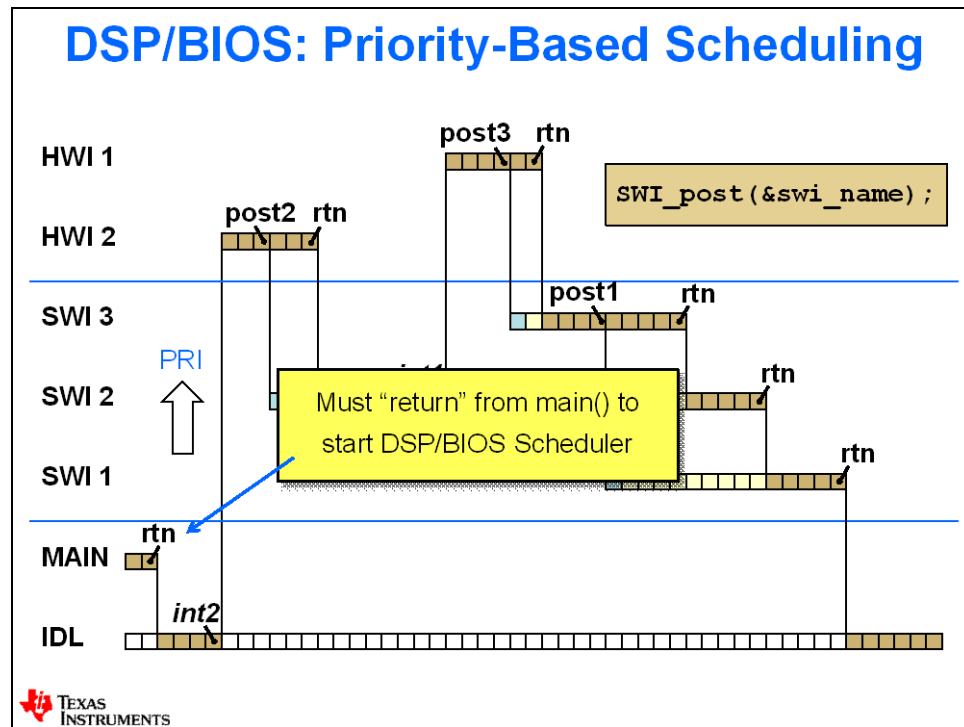 DSP/BIOS: Priority-Based Scheduling
post3 rtn
HWI 1
SWI_post(&swi_name);
post2 rtn
HWI 2
post1 rtn
SWI 3
PRI
rtn
SWI 2
Must “return” from main() to
start DSP/BIOS Scheduler
rtn
SWI 1
rtn
MAIN
int2
IDL
TEXAS
INSTRUMENTS